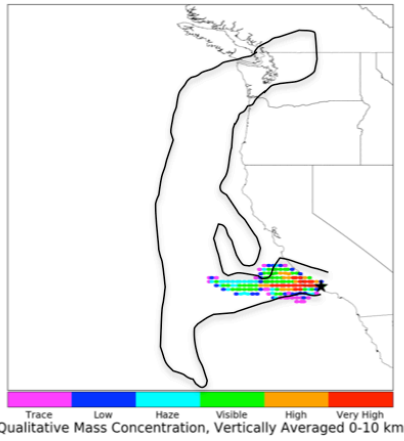 Trace Low Haze Visible High Very High
Qualitative Mass Concentration, Vertically Averaged 0-10 km